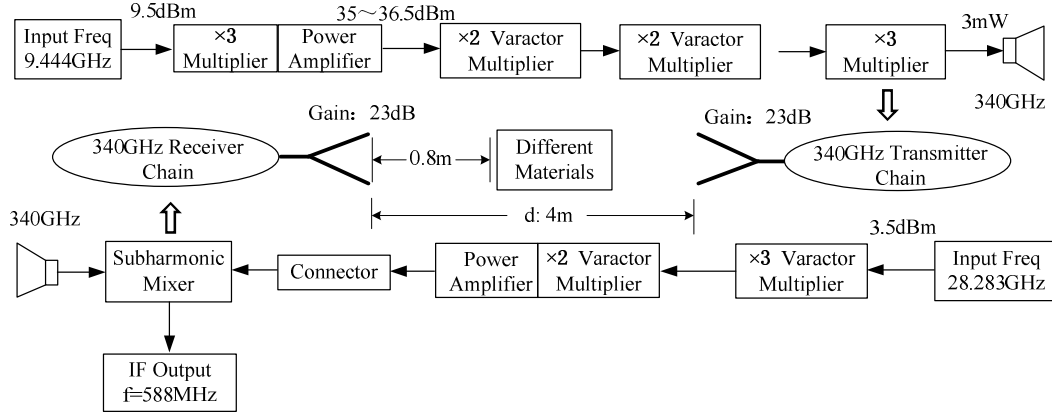 9.5dBm
35～36.5dBm
3mW
Input Freq
9.444GHz
×3
Multiplier
Power
Amplifier
×2 Varactor
Multiplier
×2 Varactor
Multiplier
×3
Multiplier
340GHz
Gain：23dB
Gain：23dB
340GHz Receiver
Chain
0.8m
Different
Materials
340GHz Transmitter
Chain
d: 4m
340GHz
3.5dBm
Subharmonic
Mixer
Connector
Power
Amplifier
×2 Varactor
Multiplier
×3 Varactor
Multiplier
Input Freq
28.283GHz
IF Output
f=588MHz